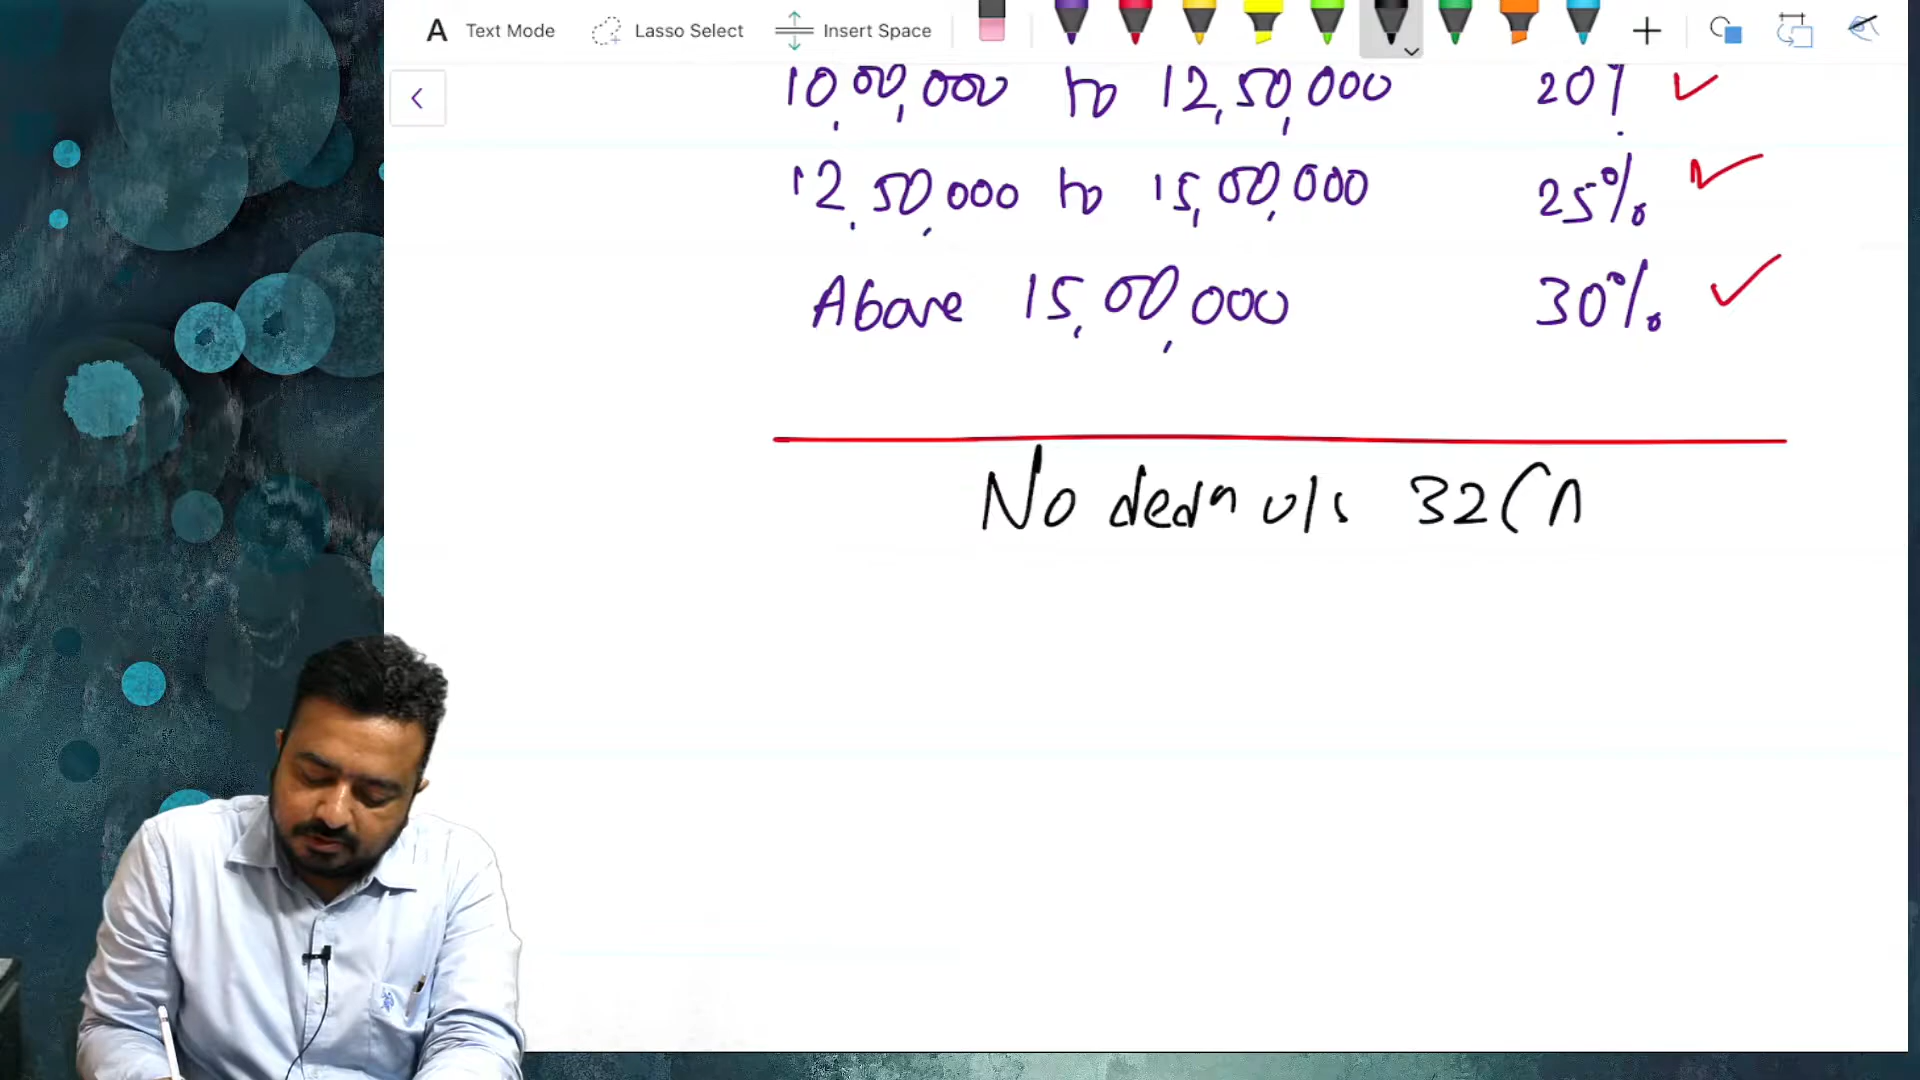 A Text Mode Lasso Select Insert Space
10,00,000 to 12,50,000 20%
12,50,000 to 15,00,000 25%
Above 15,00,000 30%
No dedn u/s 32(